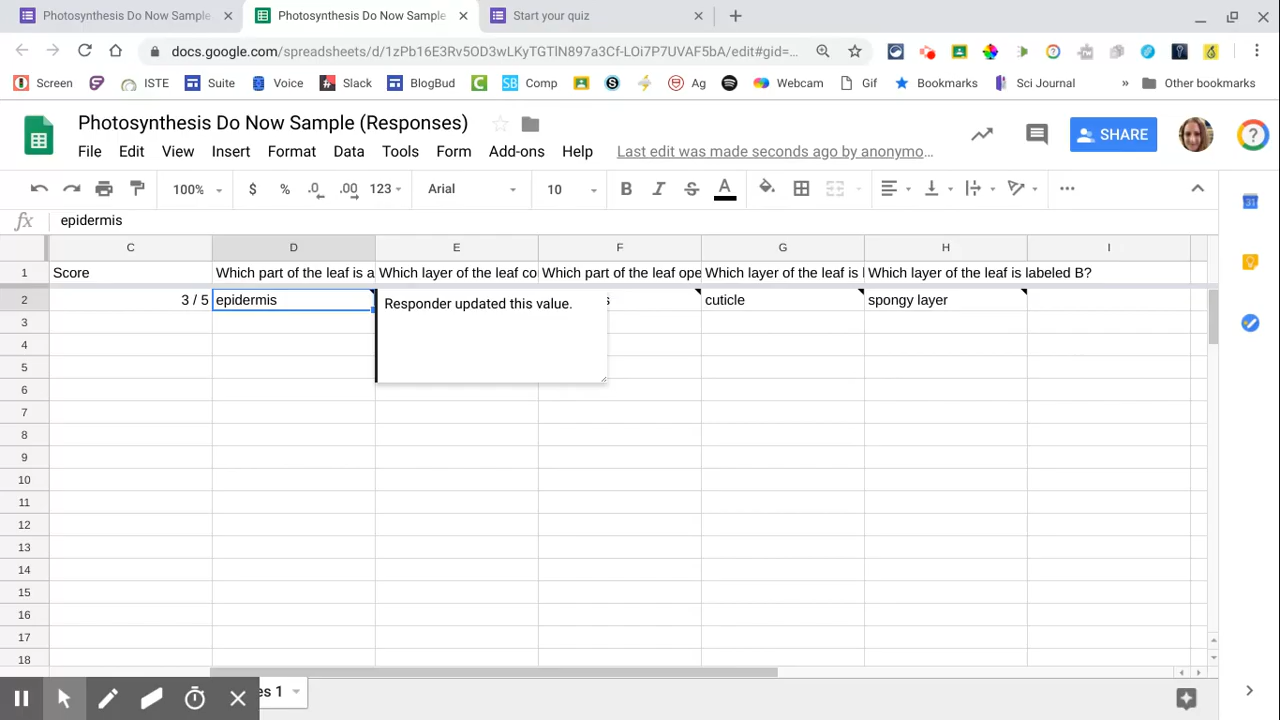 Photosynthesis Do Now Sample
Photosynthesis Do Now Sample
Start your quiz
docs.google.com/spreadsheets/d/1zPb16E3Rv5OD3wLKyTGTlN897a3Cf-LOi7P7UVAF5bA/edit#gid=...
Screen ISTE Suite Voice Slack BlogBud SB Comp Ag Webcam Gif Bookmarks Sci Journal » Other bookmarks
Photosynthesis Do Now Sample (Responses)
SHARE
File Edit View Insert Format Data Tools Form Add-ons Help Last edit was made seconds ago by anonymo...
100% $ % .0 .00 123 Arial 10 B I S A
fx epidermis
C D E F G H I
1 Score Which part of the leaf is a Which layer of the leaf co Which part of the leaf ope Which layer of the leaf is l Which layer of the leaf is labeled B?
2 3 / 5 epidermis Responder updated this value. s cuticle spongy layer
3
4
5
6
7
8
9
10
11
12
13
14
15
16
17
18
es 1